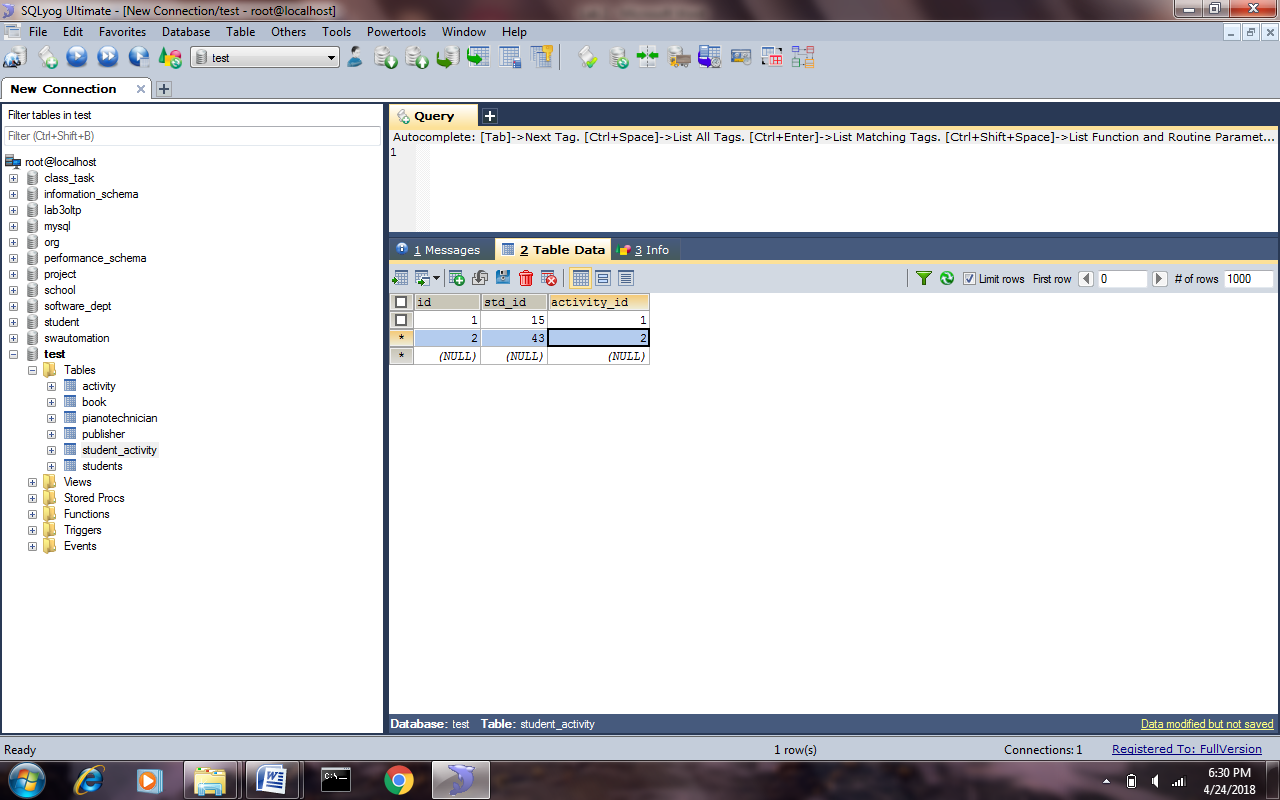 SQLyog Ultimate - [New Connection/test - root@localhost]
File Edit Favorites Database Table Others Tools Powertools Window Help
test
New Connection
Filter tables in test
Filter (Ctrl+Shift+B)
root@localhost
class_task
information_schema
lab3oltp
mysql
org
performance_schema
project
school
software_dept
student
swautomation
test
Tables
activity
book
pianotechnician
publisher
student_activity
students
Views
Stored Procs
Functions
Triggers
Events
Query
Autocomplete: [Tab]->Next Tag. [Ctrl+Space]->List All Tags. [Ctrl+Enter]->List Matching Tags. [Ctrl+Shift+Space]->List Function and Routine Paramet...
1
1 Messages 2 Table Data 3 Info
Limit rows First row 0 # of rows 1000
id std_id activity_id
1 15 1
* 2 43 2
* (NULL) (NULL) (NULL)
Database: test Table: student_activity Data modified but not saved
Ready 1 row(s) Connections: 1 Registered To: FullVersion
C:\_
W
6:30 PM
4/24/2018